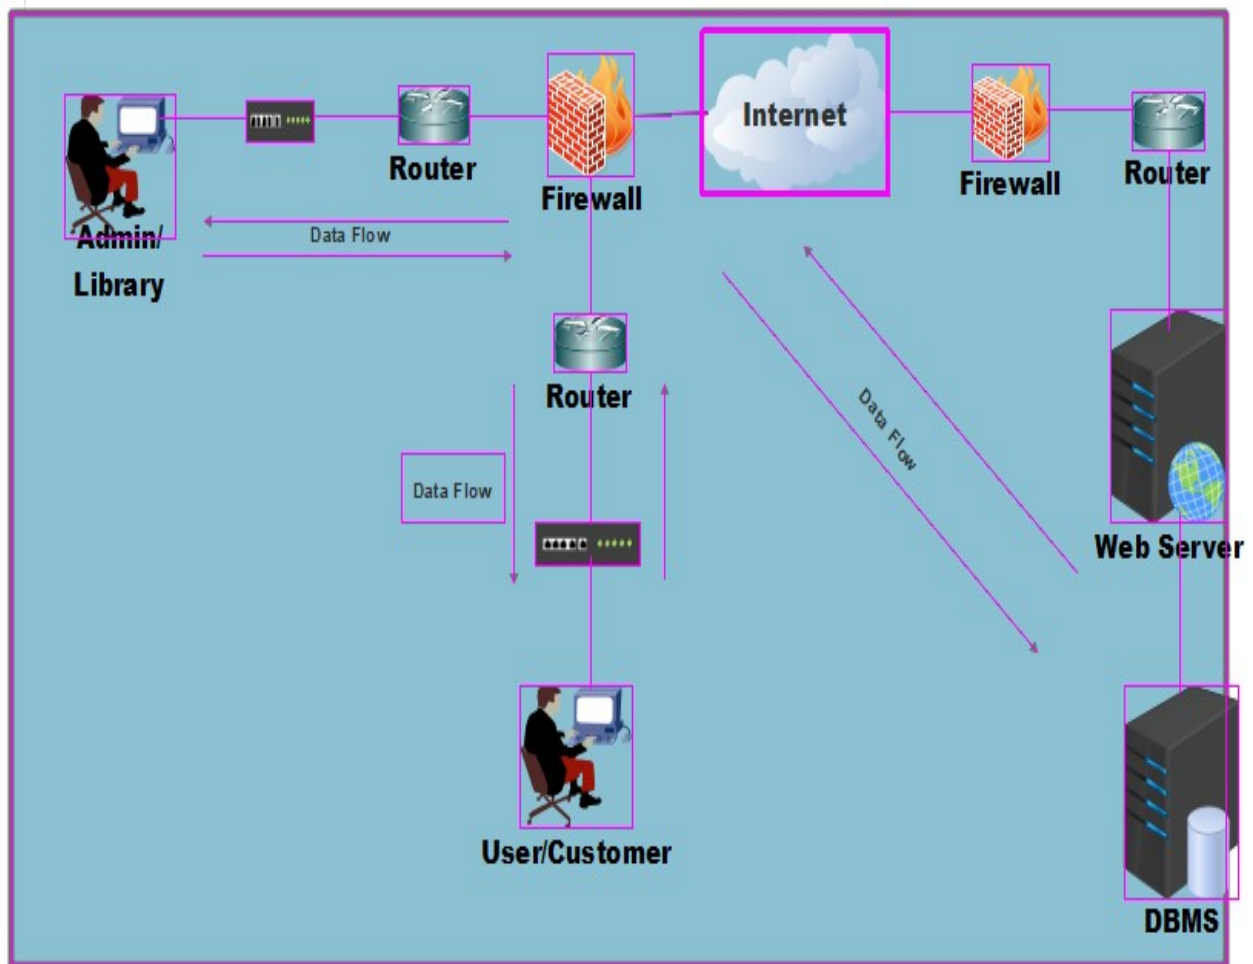 Internet
Router
Firewall
Firewall
Router
Admin/
Library
Data Flow
Router
Data Flow
Data Flow
Web Server
User/Customer
DBMS